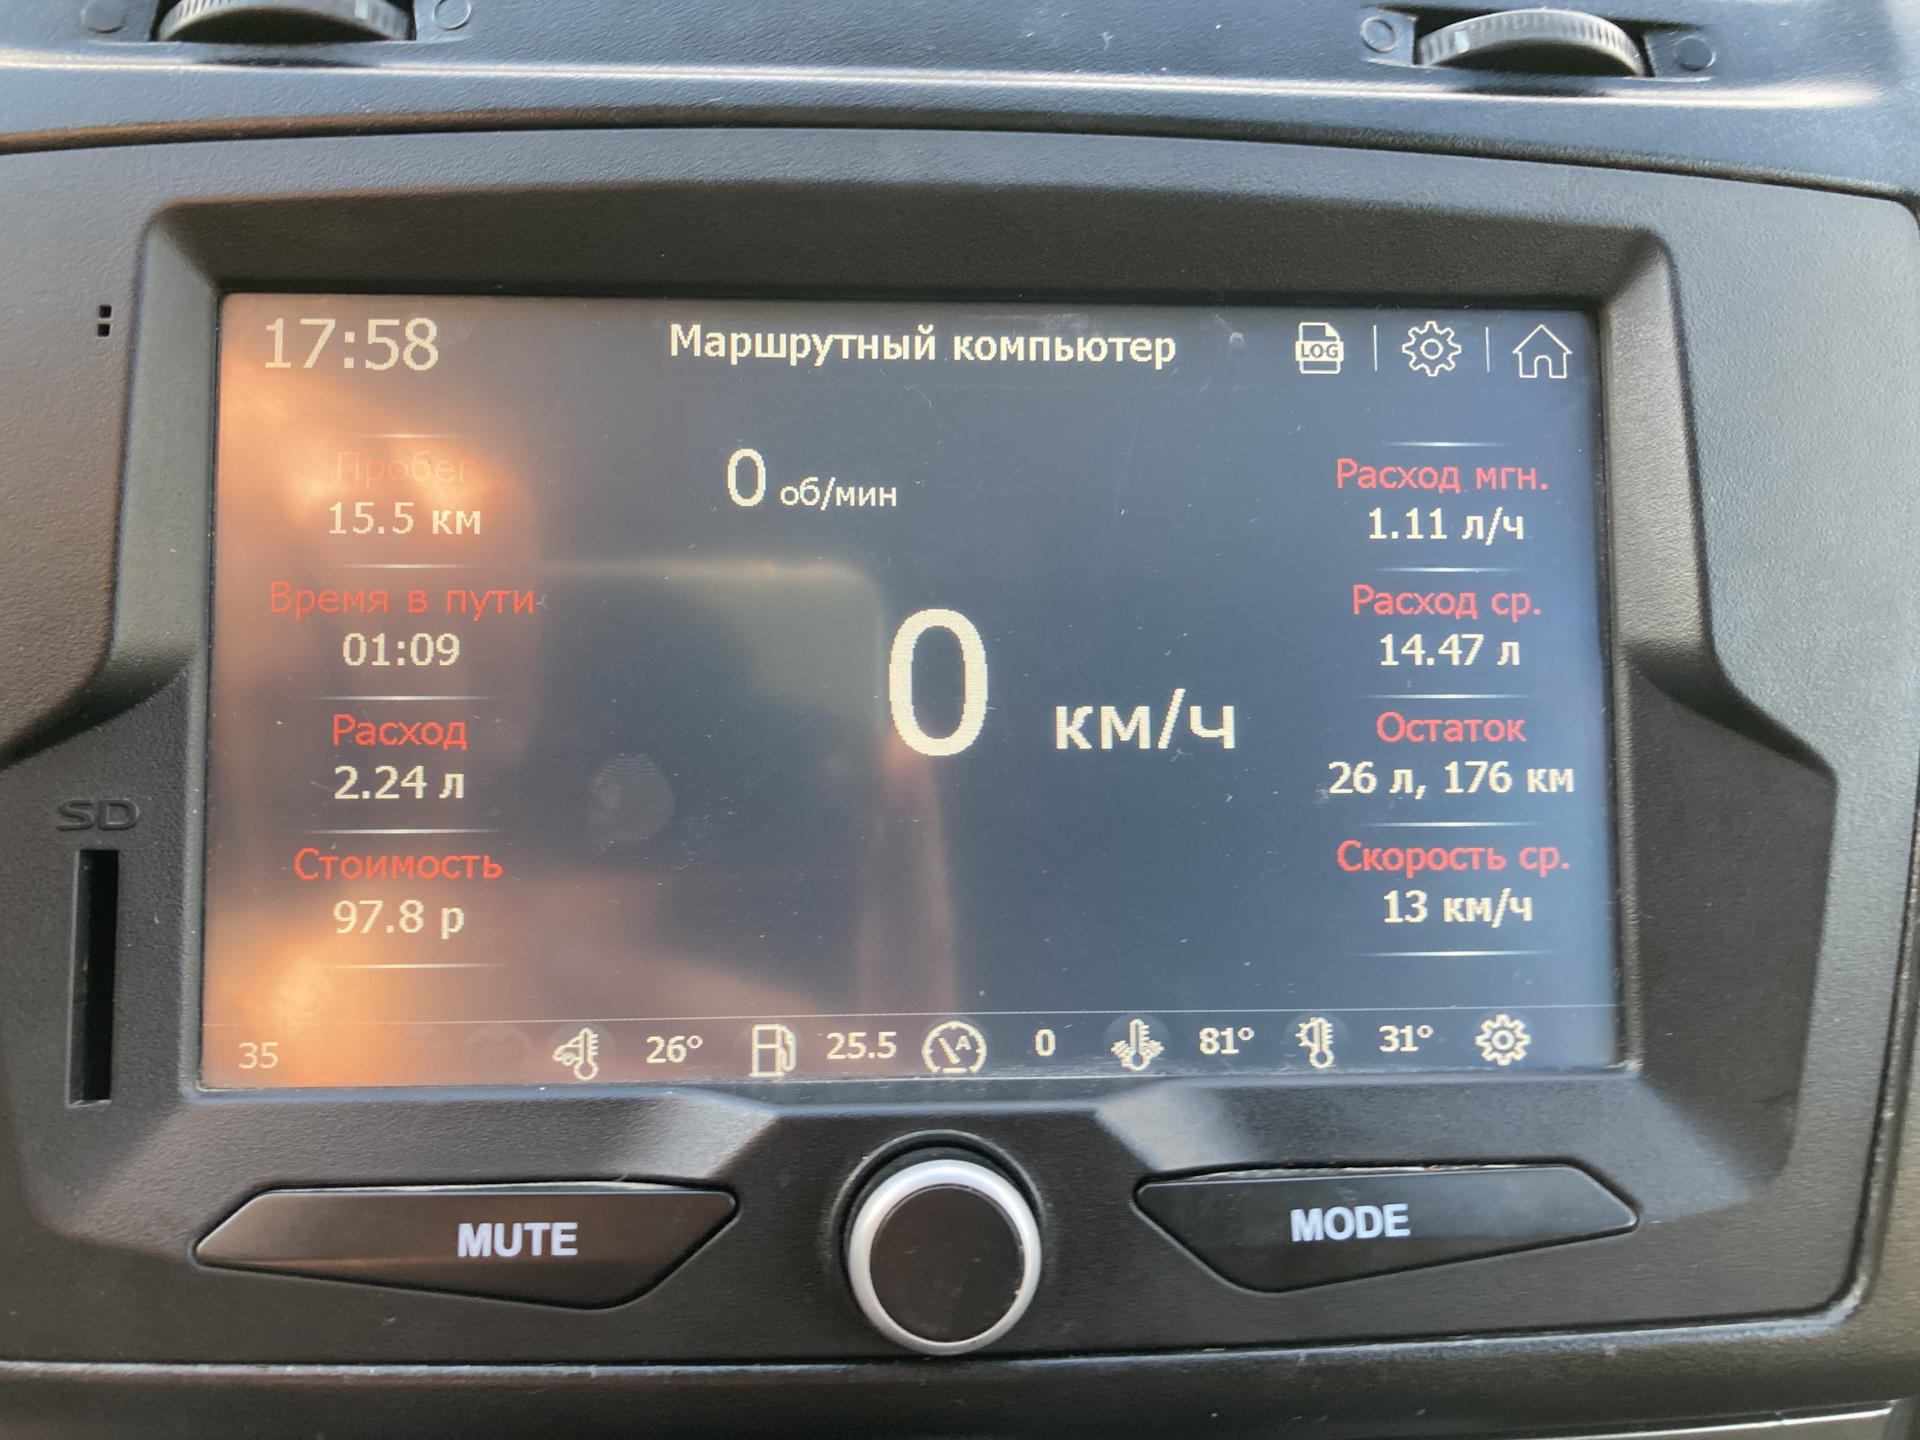 17:58
Маршрутный компьютер
LOG
Пробег
15.5 км
Время в пути
01:09
Расход
2.24 л
Стоимость
97.8 р
0 об/мин
0 км/ч
Расход мгн.
1.11 л/ч
Расход ср.
14.47 л
Остаток
26 л, 176 км
Скорость ср.
13 км/ч
35
26°
25.5
A
0
81°
31°
SD
MUTE
MODE